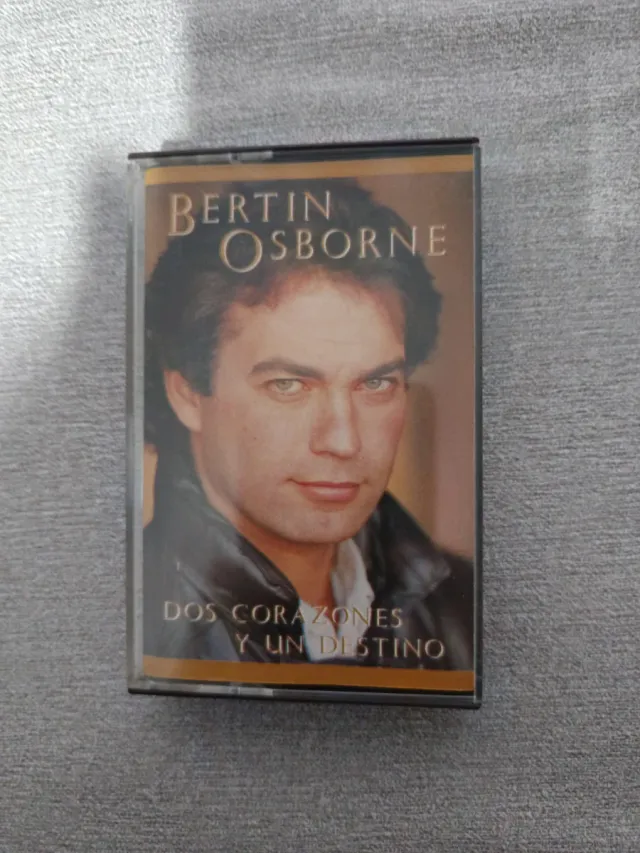 BERTIN
OSBORNE
DOS CORAZONES
Y UN DESTINO